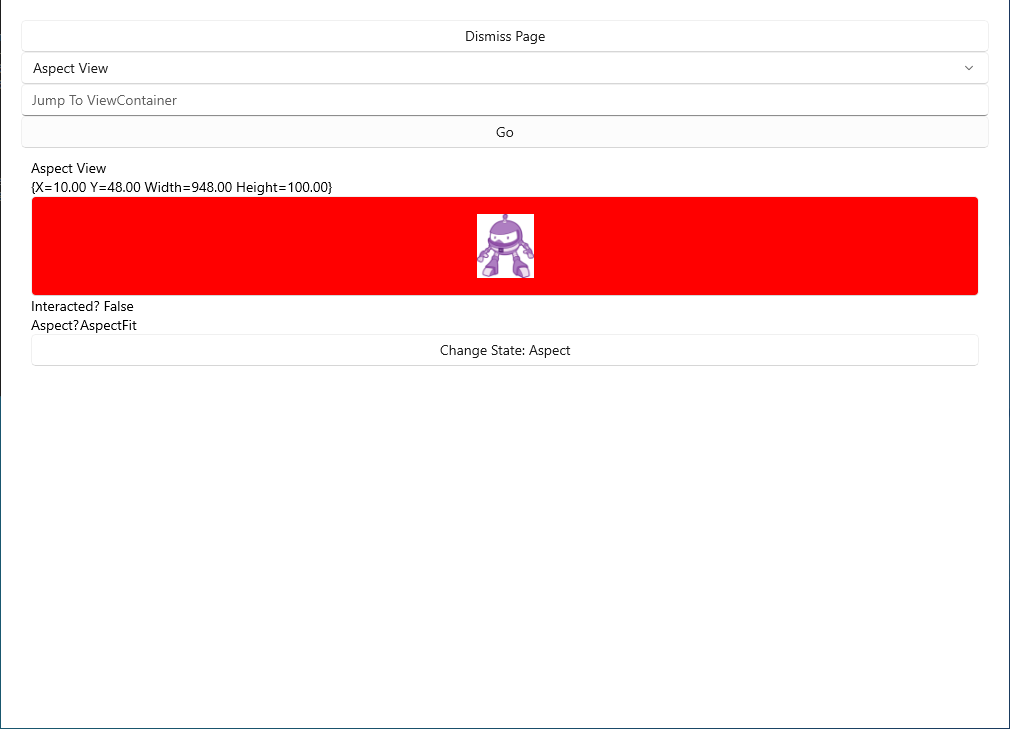 Dismiss Page
Aspect View
Jump To ViewContainer
Go
Aspect View
{X=10.00 Y=48.00 Width=948.00 Height=100.00}
Interacted? False
Aspect?AspectFit
Change State: Aspect